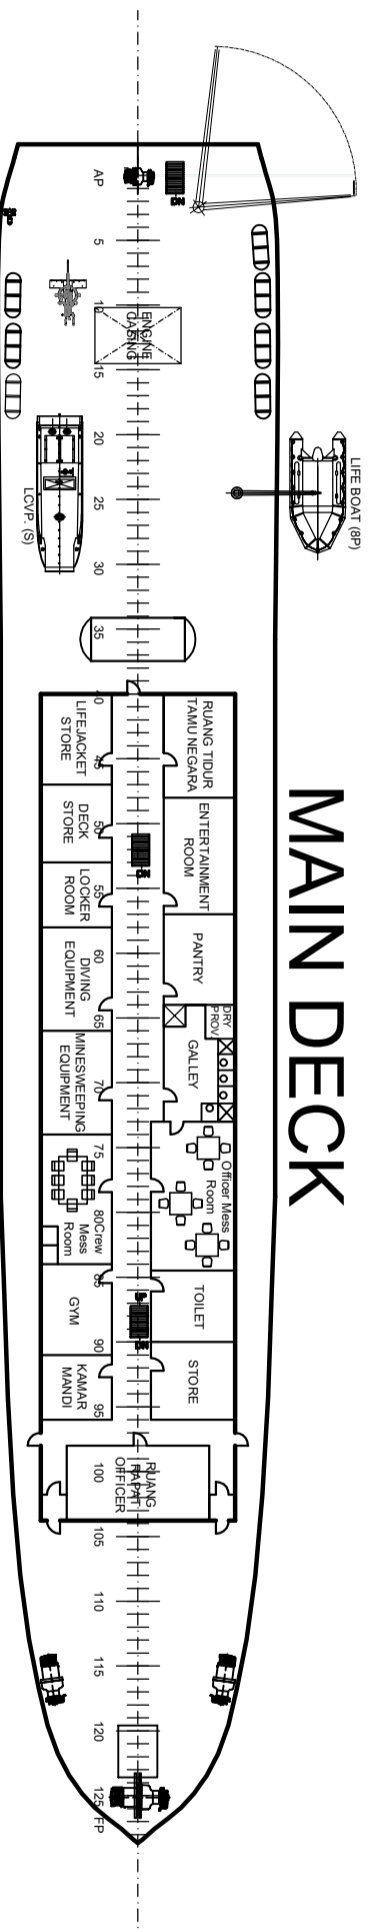 MAIN DECK
LIFE BOAT (8P)
LCVP. (S)
ENGINE
CASING
RUANG TIDUR
TAMU NEGARA
ENTERTAINMENT
ROOM
PANTRY
DRY
PROV
GALLEY
Officer Mess
Room
TOILET
STORE
LIFEJACKET
STORE
DECK
STORE
LOCKER
ROOM
DIVING
EQUIPMENT
MINESWEEPING
EQUIPMENT
Crew
Mess
Room
GYM
KAMAR
MANDI
RUANG
RAPAT
OFFICER
AP
5
10
15
20
25
30
35
40
45
50
55
60
65
70
75
80
85
90
95
100
105
110
115
120
125
FP